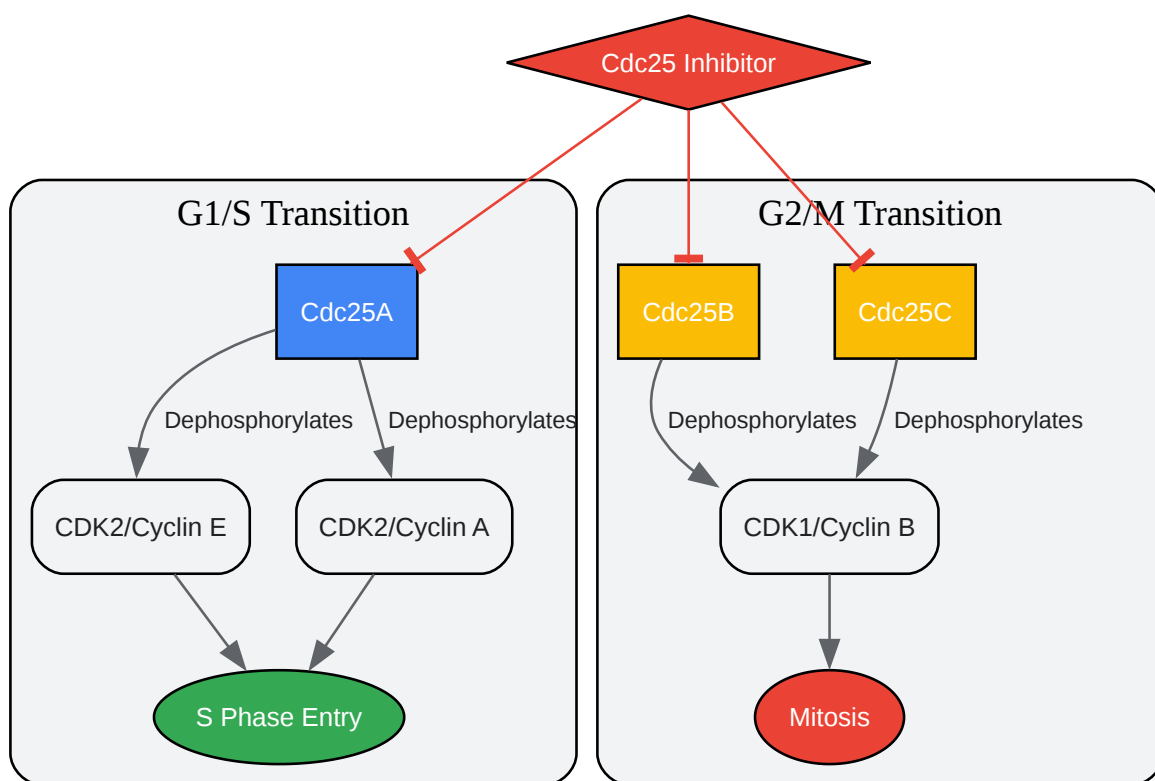 Cdc25 Inhibitor
G1/S Transition
G2/M Transition
Cdc25A
Cdc25B
Cdc25C
Dephosphorylates
Dephosphorylates
Dephosphorylates
Dephosphorylates
CDK2/Cyclin E
CDK2/Cyclin A
CDK1/Cyclin B
S Phase Entry
Mitosis